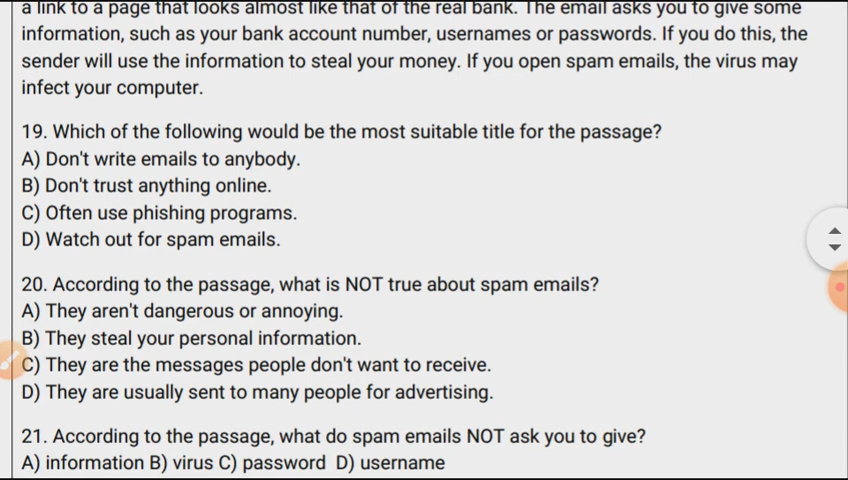 a link to a page that looks almost like that of the real bank. The email asks you to give some
information, such as your bank account number, usernames or passwords. If you do this, the
sender will use the information to steal your money. If you open spam emails, the virus may
infect your computer.
19. Which of the following would be the most suitable title for the passage?
A) Don't write emails to anybody.
B) Don't trust anything online.
C) Often use phishing programs.
D) Watch out for spam emails.
20. According to the passage, what is NOT true about spam emails?
A) They aren't dangerous or annoying.
B) They steal your personal information.
C) They are the messages people don't want to receive.
D) They are usually sent to many people for advertising.
21. According to the passage, what do spam emails NOT ask you to give?
A) information B) virus C) password D) username